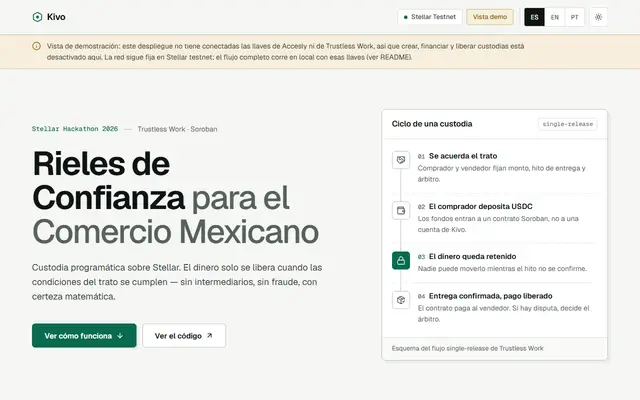 Kivo
Stellar Testnet
Vista demo
ES
EN
PT
Vista de demostración: este despliegue no tiene conectadas las llaves de Accesly ni de Trustless Work, así que crear, financiar y liberar custodias está
desactivado aquí. La red sigue fija en Stellar testnet; el flujo completo corre en local con esas llaves (ver README).
Stellar Hackathon 2026 — Trustless Work · Soroban
Rieles de
Confianza para el
Comercio Mexicano
Custodia programática sobre Stellar. El dinero solo se libera cuando las
condiciones del trato se cumplen — sin intermediarios, sin fraude, con
certeza matemática.
Ver cómo funciona ↓
Ver el código ↗
Ciclo de una custodia
single-release
01 Se acuerda el trato
Comprador y vendedor fijan monto, hito de entrega y
árbitro.
02 El comprador deposita USDC
Los fondos entran a un contrato Soroban, no a una
cuenta de Kivo.
03 El dinero queda retenido
Nadie puede moverlo mientras el hito no se confirme.
04 Entrega confirmada, pago liberado
El contrato paga al vendedor. Si hay disputa, decide el
árbitro.
Esquema del flujo single-release de Trustless Work